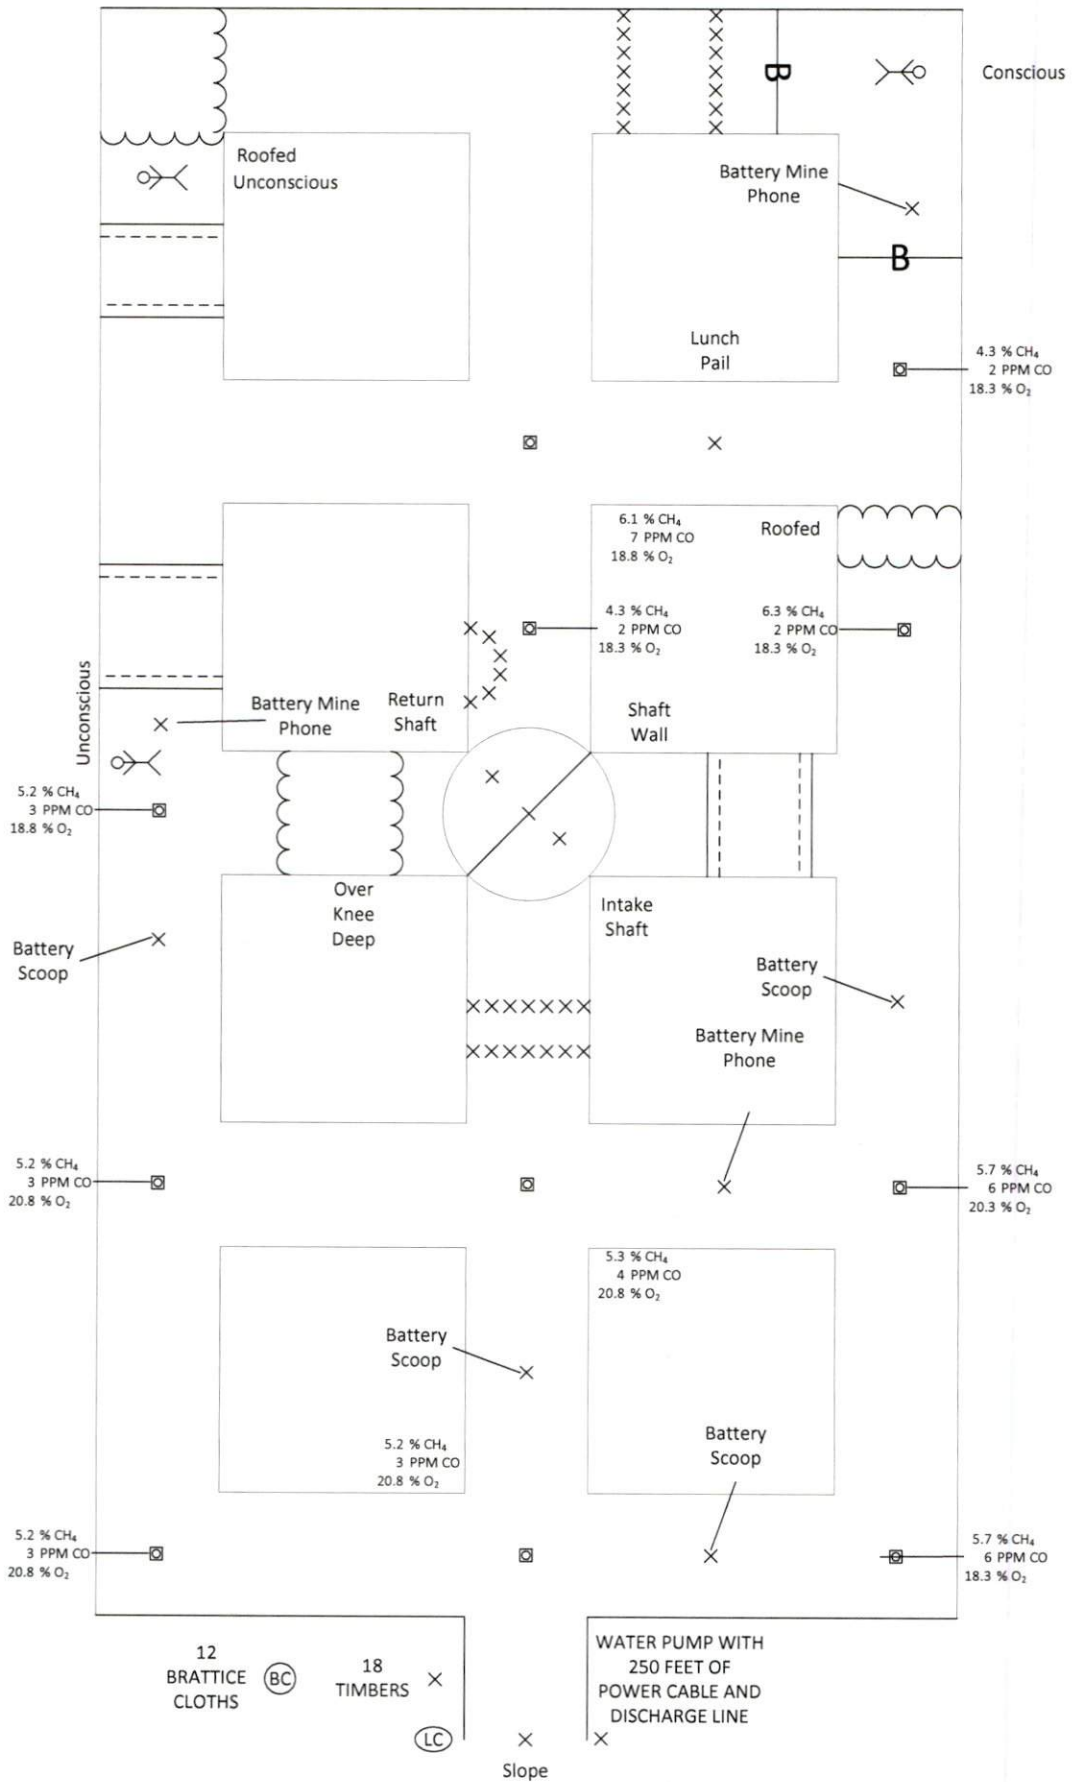 B
Conscious
Roofed
Unconscious
Battery Mine
Phone
B
Lunch
Pail
4.3 % CH₄
2 PPM CO
18.3 % O₂
6.1 % CH₄
7 PPM CO
18.8 % O₂
Roofed
4.3 % CH₄
2 PPM CO
18.3 % O₂
6.3 % CH₄
2 PPM CO
18.3 % O₂
Unconscious
Battery Mine
Phone
Return
Shaft
Shaft
Wall
5.2 % CH₄
3 PPM CO
18.8 % O₂
Over
Knee
Deep
Intake
Shaft
Battery
Scoop
Battery
Scoop
Battery Mine
Phone
5.2 % CH₄
3 PPM CO
20.8 % O₂
5.7 % CH₄
6 PPM CO
20.3 % O₂
5.3 % CH₄
4 PPM CO
20.8 % O₂
Battery
Scoop
5.2 % CH₄
3 PPM CO
20.8 % O₂
Battery
Scoop
5.2 % CH₄
3 PPM CO
20.8 % O₂
5.7 % CH₄
6 PPM CO
18.3 % O₂
12
BRATTICE
CLOTHS
BC
18
TIMBERS
WATER PUMP WITH
250 FEET OF
POWER CABLE AND
DISCHARGE LINE
LC
Slope